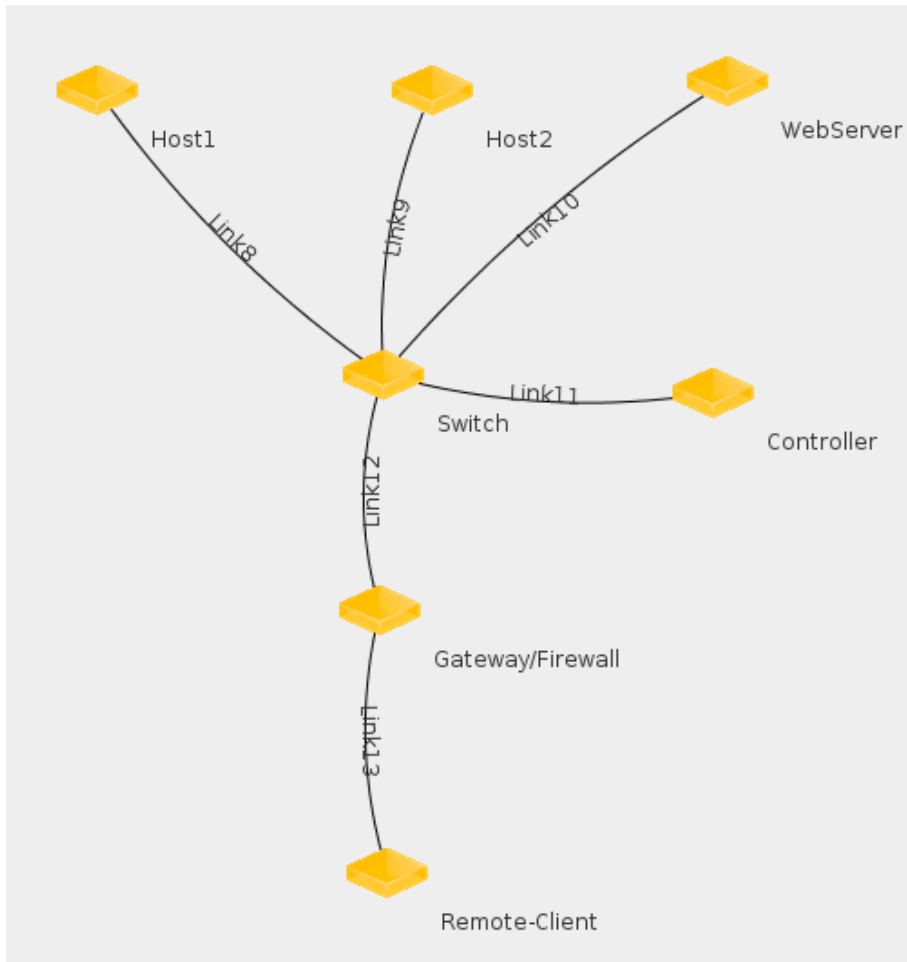 Host1
Host2
WebServer
Link8
Link9
Link10
Link11
Switch
Controller
Link12
Gateway/Firewall
Link13
Remote-Client